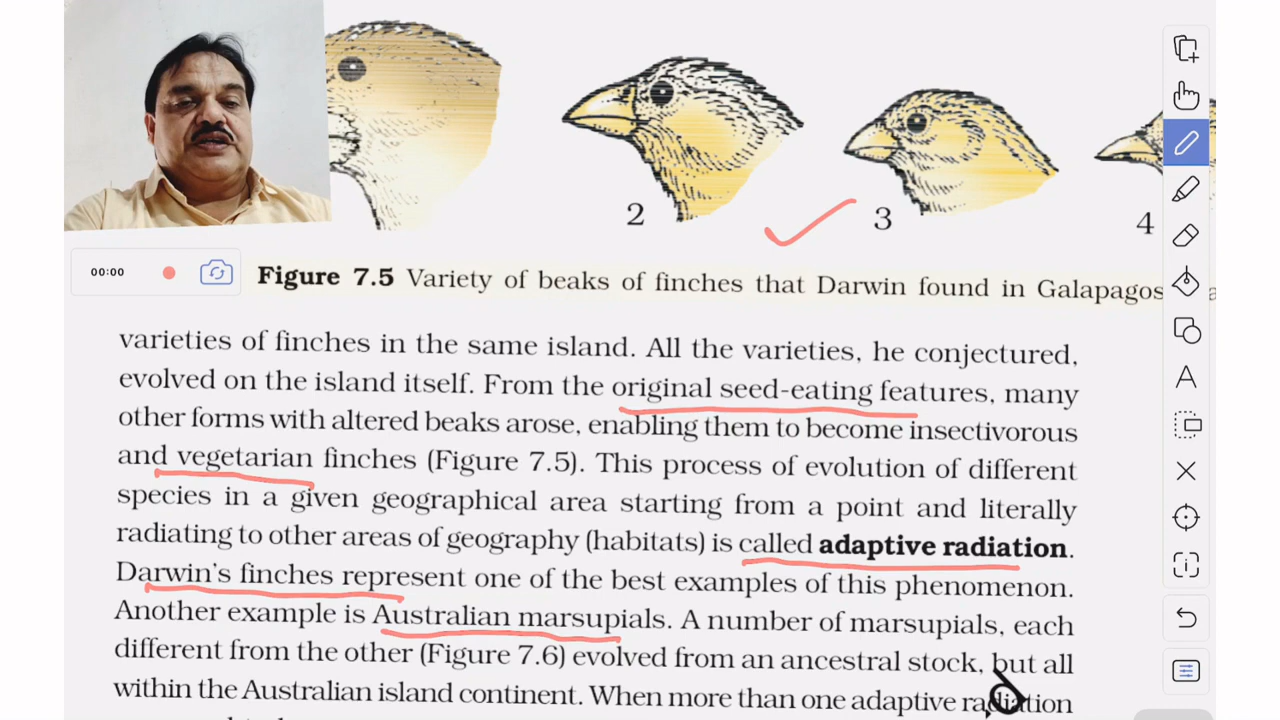 2
3
4
00:00
Figure 7.5 Variety of beaks of finches that Darwin found in Galapagos
varieties of finches in the same island. All the varieties, he conjectured,
evolved on the island itself. From the original seed-eating features, many
other forms with altered beaks arose, enabling them to become insectivorous
and vegetarian finches (Figure 7.5). This process of evolution of different
species in a given geographical area starting from a point and literally
radiating to other areas of geography (habitats) is called adaptive radiation.
Darwin's finches represent one of the best examples of this phenomenon.
Another example is Australian marsupials. A number of marsupials, each
different from the other (Figure 7.6) evolved from an ancestral stock, but all
within the Australian island continent. When more than one adaptive radiation